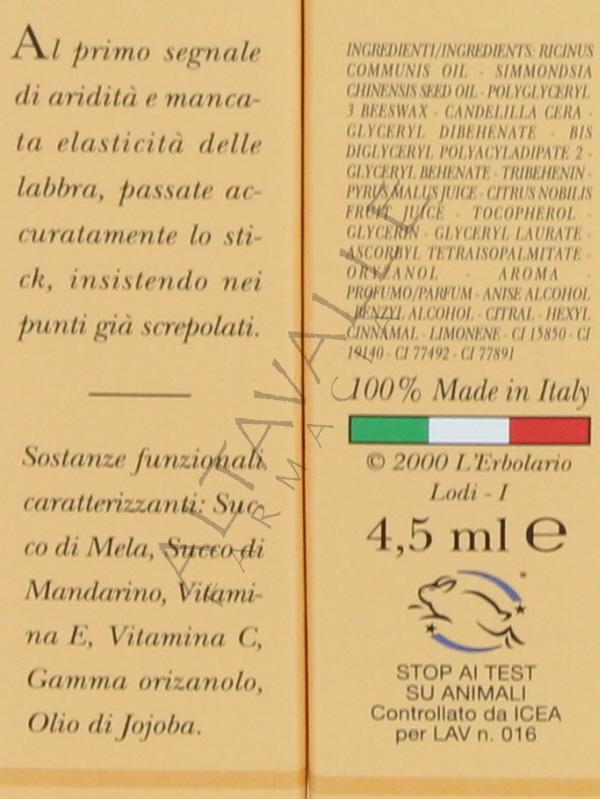 Al primo segnale
di aridità e manca-
ta elasticità delle
labbra, passate ac-
curatamente lo sti-
ck, insistendo nei
punti già screpolati.
Sostanze funzionali
caratterizzanti: Suc-
co di Mela, Succo di
Mandarino, Vitami-
na E, Vitamina C,
Gamma orizanolo,
Olio di Jojoba.
INGREDIENTI/INGREDIENTS: RICINUS
COMMUNIS OIL - SIMMONDSIA
CHINENSIS SEED OIL - POLYGLYCERYL
3 BEESWAX - CANDELILLA CERA -
GLYCERYL DIBEHENATE - BIS
DIGLYCERYL POLYACYLADIPATE 2 -
GLYCERYL BEHENATE - TRIBEHENIN -
PYRUS MALUS JUICE - CITRUS NOBILIS
FRUIT JUICE - TOCOPHEROL -
GLYCERIN - GLYCERYL LAURATE -
ASCORBYL TETRAISOPALMITATE -
ORYZANOL - AROMA -
PROFUMO/PARFUM - ANISE ALCOHOL
- BENZYL ALCOHOL - CITRAL - HEXYL
CINNAMAL - LIMONENE - CI 15850 - CI
19140 - CI 77492 - CI 77891
100% Made in Italy
© 2000 L'Erbolario
Lodi - I
4,5 ml ℮
STOP AI TEST
SU ANIMALI
Controllato da ICEA
per LAV n. 016
ALTAVALLE
FARMACIE